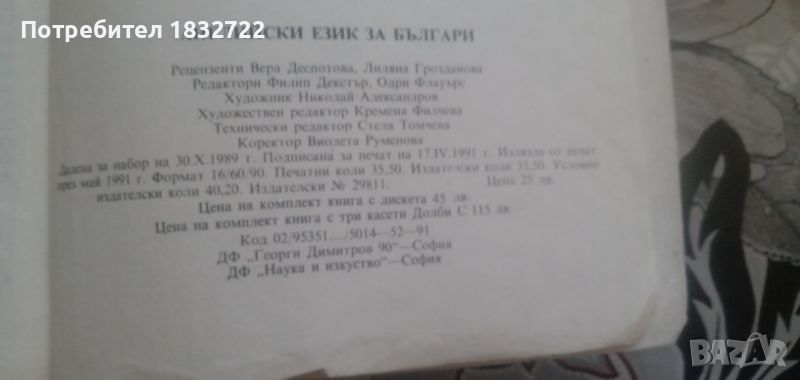 Потребител 1832722
СКИ ЕЗИК ЗА БЪЛГАРИ
Рецензенти Вера Деспотова, Лиляна Грозданова
Редактори Филип Декстър, Одри Флауърс
Художник Николай Александров
Художествен редактор Кремена Филчева
Технически редактор Стела Томчева
Коректор Виолета Руменова
Дадена за набор на 30.X.1989 г. Подписана за печат на 17.IV.1991 г. Излязла от печат
през май 1991 г. Формат 16/60/90. Печатни коли 35,50. Издателски коли 35,50. Условно
издателски коли 40,20. Издателски № 29811. Цена 25 лв.
Цена на комплект книга с дискета 45 лв.
Цена на комплект книга с три касети Долби С 115 лв.
Код 02/95351..../5014—52—91
ДФ „Георги Димитров 90"—София
ДФ „Наука и изкуство"—София
BAZAR